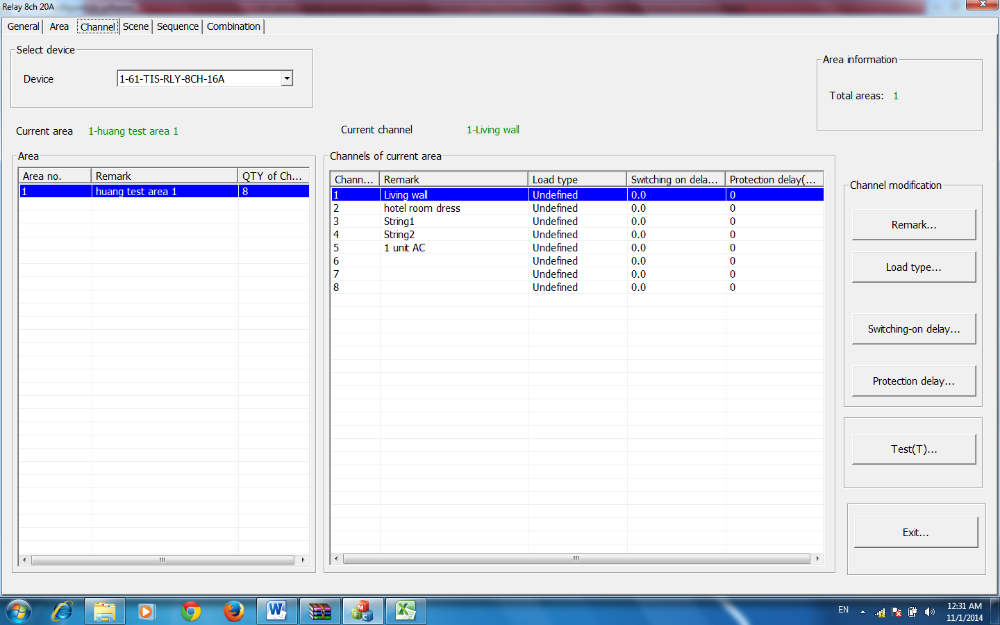 Relay 8ch 20A
General Area Channel Scene Sequence Combination
Select device
Device 1-61-TIS-RLY-8CH-16A
Area information
Total areas: 1
Current area 1-huang test area 1
Current channel 1-Living wall
Area
Area no. Remark QTY of Ch...
1 huang test area 1 8
Channels of current area
Chann... Remark Load type Switching on dela... Protection delay(...
1 Living wall Undefined 0.0 0
2 hotel room dress Undefined 0.0 0
3 String1 Undefined 0.0 0
4 String2 Undefined 0.0 0
5 1 unit AC Undefined 0.0 0
6 Undefined 0.0 0
7 Undefined 0.0 0
8 Undefined 0.0 0
Channel modification
Remark...
Load type...
Switching-on delay...
Protection delay...
Test(T)...
Exit...
EN
12:31 AM
11/1/2014